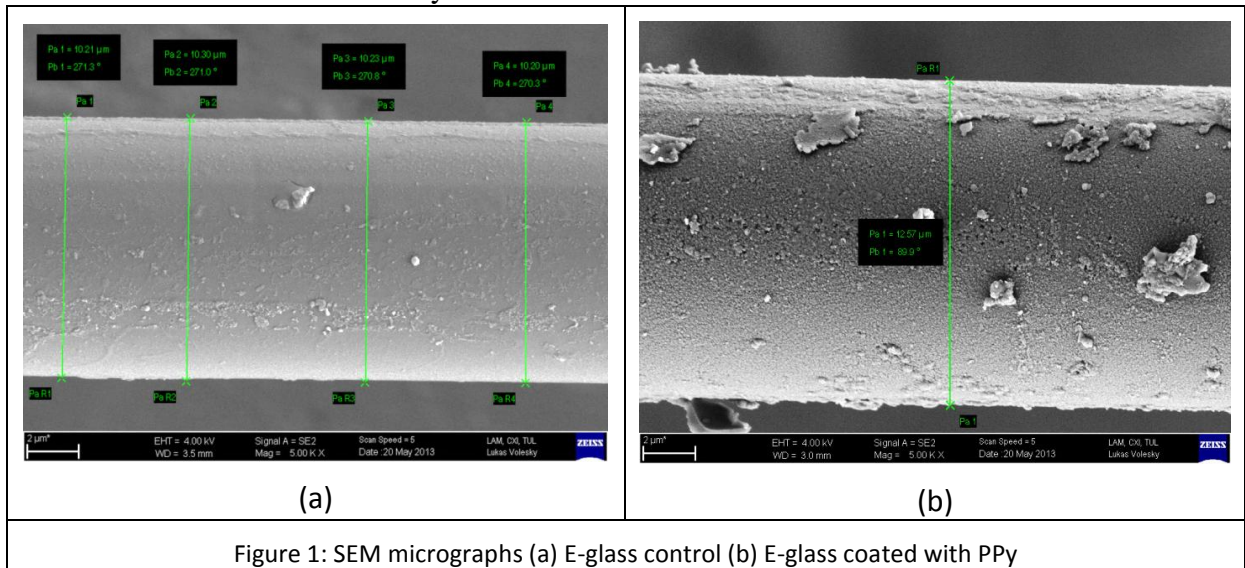 Pa 1 = 10.21 µm
Pb 1 = 271.3 °
Pa 2 = 10.30 µm
Pb 2 = 271.0 °
Pa 3 = 10.23 µm
Pb 3 = 270.8 °
Pa 4 = 10.20 µm
Pb 4 = 270.3 °
Pa 1
Pa 2
Pa 3
Pa 4
Pa R1
Pa R2
Pa R3
Pa R4
2 µm*
EHT = 4.00 kV
WD = 3.5 mm
Signal A = SE2
Mag = 5.00 K X
Scan Speed = 5
Date :20 May 2013
LAM, CXI, TUL
Lukas Volesky
ZEISS
(a)
Pa R1
Pa 1 = 12.57 µm
Pb 1 = 89.9 °
Pa 1
2 µm*
EHT = 4.00 kV
WD = 3.0 mm
Signal A = SE2
Mag = 5.00 K X
Scan Speed = 5
Date :20 May 2013
LAM, CXI, TUL
Lukas Volesky
ZEISS
(b)
Figure 1: SEM micrographs (a) E-glass control (b) E-glass coated with PPy